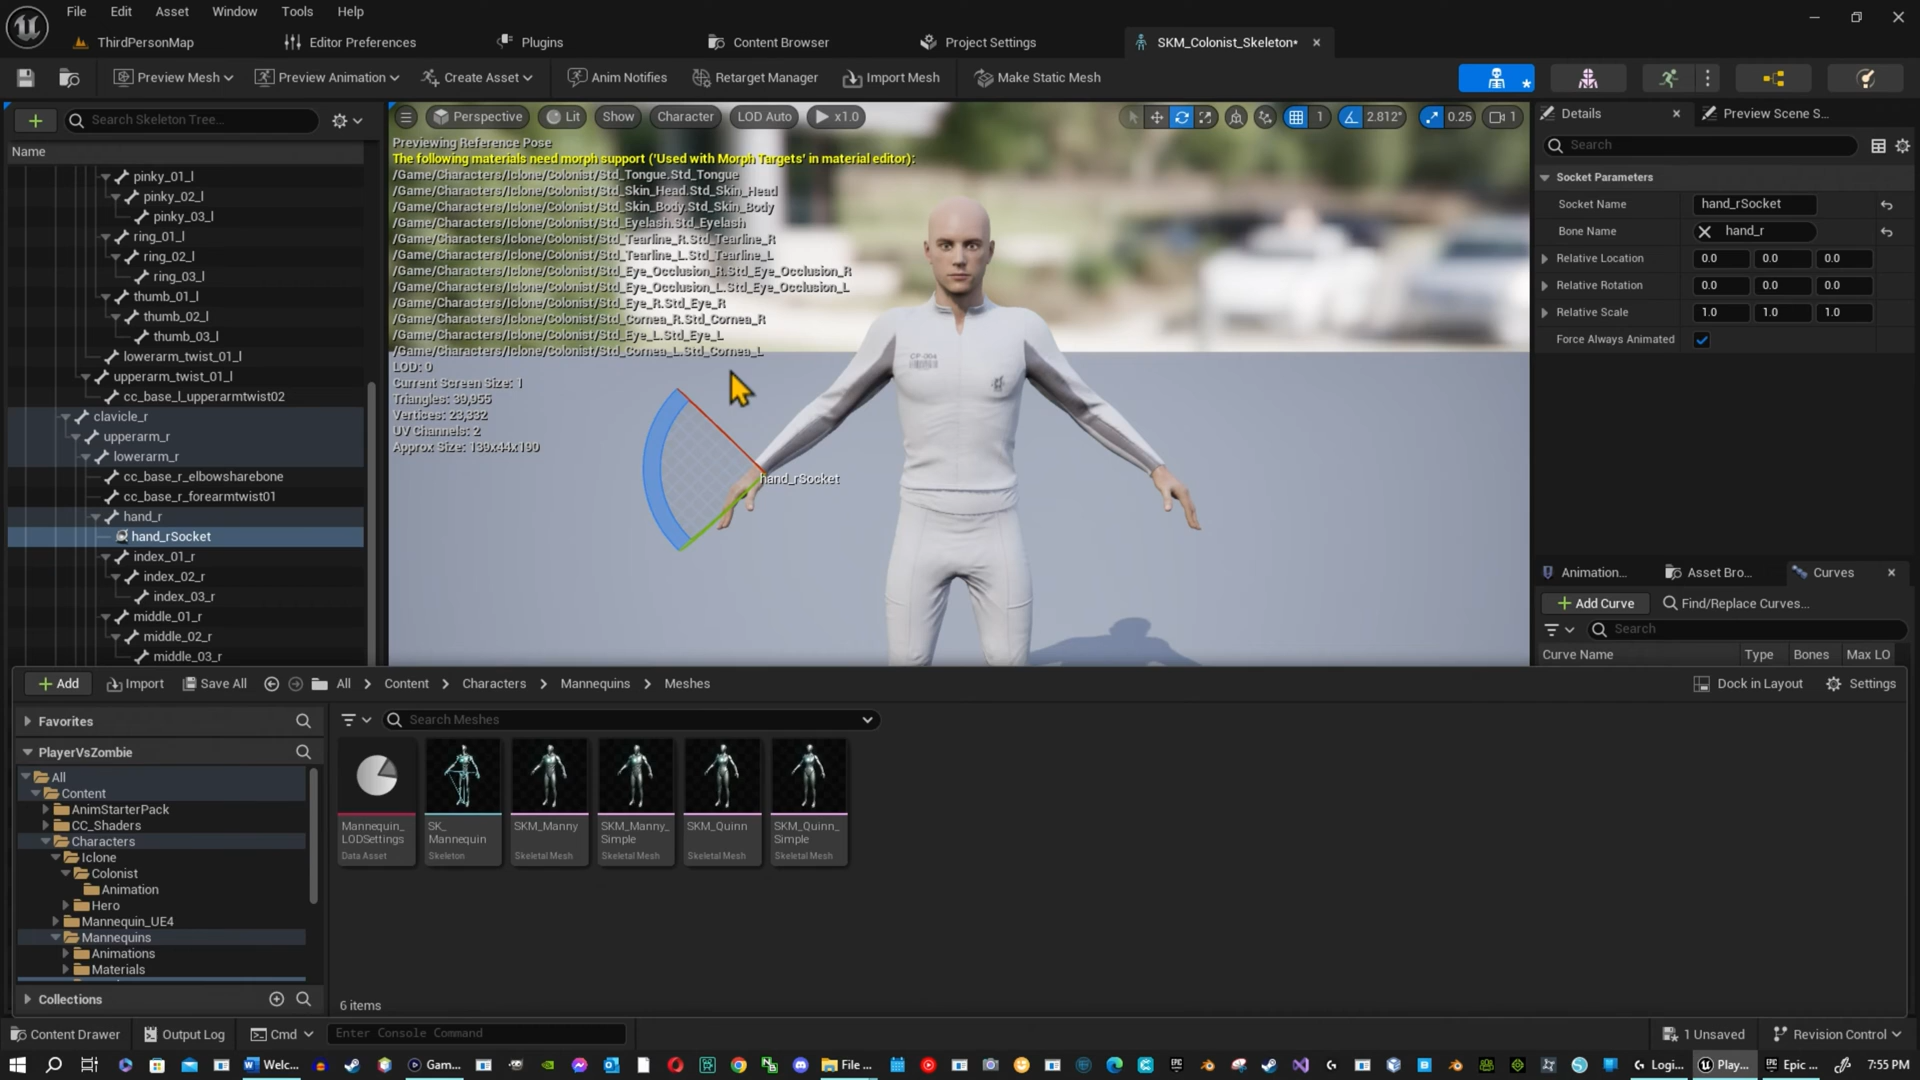 File Edit Asset Window Tools Help
ThirdPersonMap Editor Preferences Plugins Content Browser Project Settings SKM_Colonist_Skeleton*
Preview Mesh Preview Animation Create Asset Anim Notifies Retarget Manager Import Mesh Make Static Mesh
Search Skeleton Tree...
Name
pinky_01_l
pinky_02_l
pinky_03_l
ring_01_l
ring_02_l
ring_03_l
thumb_01_l
thumb_02_l
thumb_03_l
lowerarm_twist_01_l
upperarm_twist_01_l
cc_base_l_upperarmtwist02
clavicle_r
upperarm_r
lowerarm_r
cc_base_r_elbowsharebone
cc_base_r_forearmtwist01
hand_r
hand_rSocket
index_01_r
index_02_r
index_03_r
middle_01_r
middle_02_r
middle_03_r
Perspective Lit Show Character LOD Auto x1.0 1 2.812° 0.25 1
Previewing Reference Pose
The following materials need morph support ('Used with Morph Targets' in material editor):
/Game/Characters/Iclone/Colonist/Std_Tongue.Std_Tongue
/Game/Characters/Iclone/Colonist/Std_Skin_Head.Std_Skin_Head
/Game/Characters/Iclone/Colonist/Std_Skin_Body.Std_Skin_Body
/Game/Characters/Iclone/Colonist/Std_Eyelash.Std_Eyelash
/Game/Characters/Iclone/Colonist/Std_Tearline_R.Std_Tearline_R
/Game/Characters/Iclone/Colonist/Std_Tearline_L.Std_Tearline_L
/Game/Characters/Iclone/Colonist/Std_Eye_Occlusion_R.Std_Eye_Occlusion_R
/Game/Characters/Iclone/Colonist/Std_Eye_Occlusion_L.Std_Eye_Occlusion_L
/Game/Characters/Iclone/Colonist/Std_Eye_R.Std_Eye_R
/Game/Characters/Iclone/Colonist/Std_Cornea_R.Std_Cornea_R
/Game/Characters/Iclone/Colonist/Std_Eye_L.Std_Eye_L
/Game/Characters/Iclone/Colonist/Std_Cornea_L.Std_Cornea_L
LOD: 0
Current Screen Size: 1
Triangles: 39,955
Vertices: 23,332
UV Channels: 2
Approx Size: 139x44x190
CP-304
hand_rSocket
Details Preview Scene S...
Search
Socket Parameters
Socket Name hand_rSocket
Bone Name hand_r
Relative Location 0.0 0.0 0.0
Relative Rotation 0.0 0.0 0.0
Relative Scale 1.0 1.0 1.0
Force Always Animated
Animation... Asset Bro... Curves
Add Curve Find/Replace Curves...
Search
Curve Name Type Bones Max LO
Add Import Save All All Content Characters Mannequins Meshes Dock in Layout Settings
Favorites
PlayerVsZombie
All
Content
AnimStarterPack
CC_Shaders
Characters
Iclone
Colonist
Animation
Hero
Mannequin_UE4
Mannequins
Animations
Materials
Collections
Search Meshes
Mannequin_
LODSettings
Data Asset
SK_
Mannequin
Skeleton
SKM_Manny
Skeletal Mesh
SKM_Manny_
Simple
Skeletal Mesh
SKM_Quinn
Skeletal Mesh
SKM_Quinn_
Simple
Skeletal Mesh
6 items
Content Drawer Output Log Cmd Enter Console Command 1 Unsaved Revision Control
Welc... Gam... File ... Logi... Play... Epic ... 7:55 PM